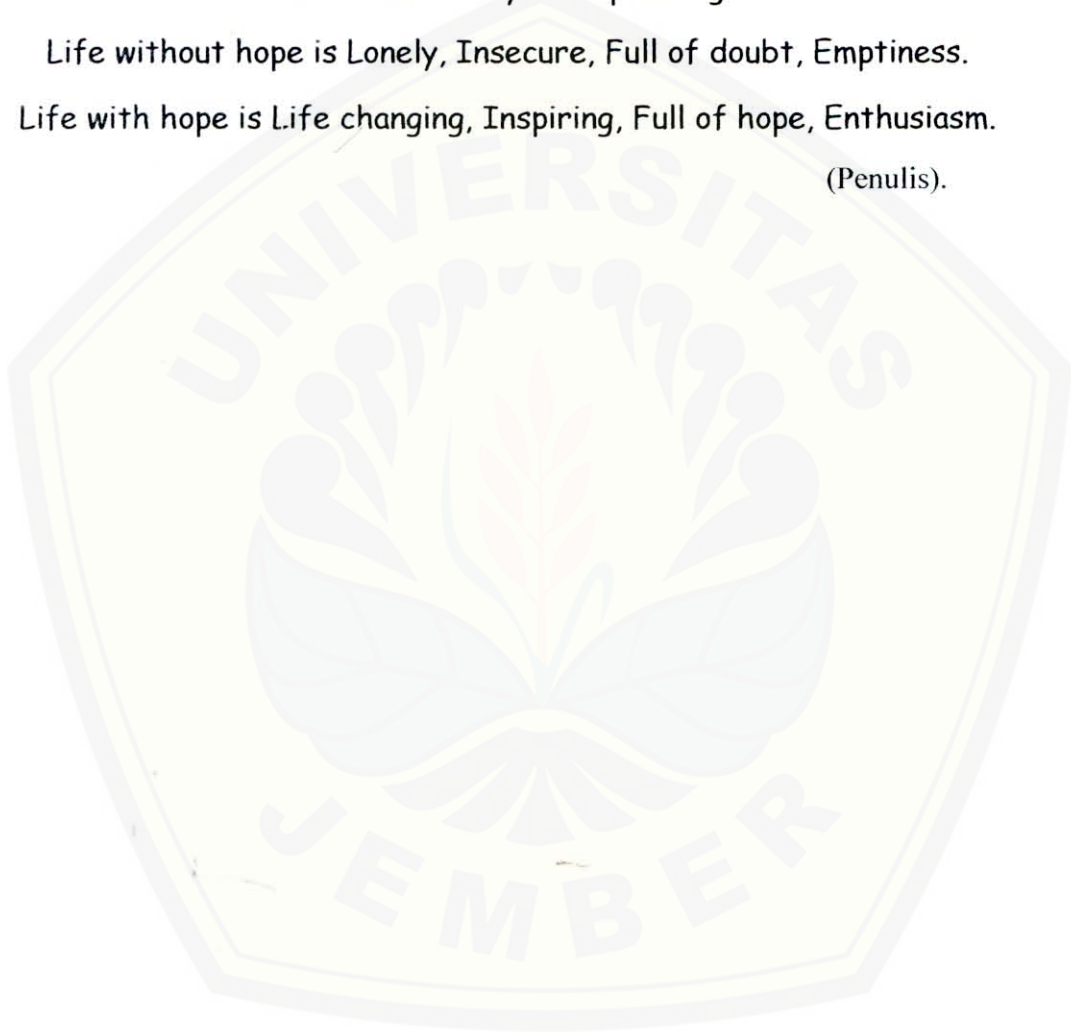 Life without hope is Lonely, Insecure, Full of doubt, Emptiness.
Life with hope is Life changing, Inspiring, Full of hope, Enthusiasm.
(Penulis).
UNIVERSITAS
JEMBER